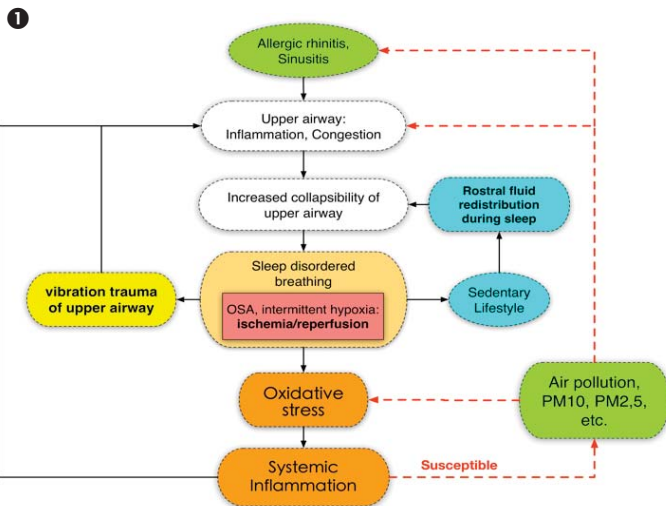 1
Allergic rhinitis,
Sinusitis
Upper airway:
Inflammation, Congestion
Increased collapsibility of
upper airway
Rostral fluid
redistribution
during sleep
Sleep disordered
breathing
OSA, intermittent hypoxia:
ischemia/reperfusion
vibration trauma
of upper airway
Sedentary
Lifestyle
Oxidative
stress
Air pollution,
PM10, PM2,5,
etc.
Systemic
Inflammation
Susceptible